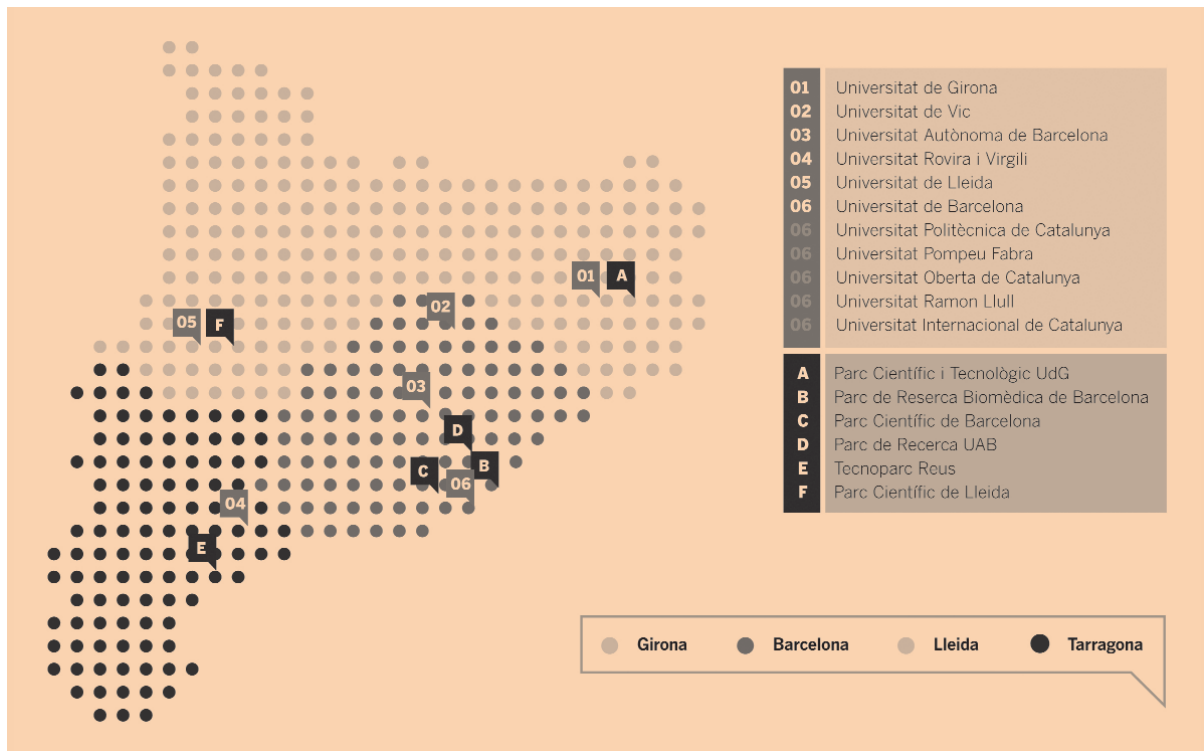 01 Universitat de Girona
02 Universitat de Vic
03 Universitat Autònoma de Barcelona
04 Universitat Rovira i Virgili
05 Universitat de Lleida
06 Universitat de Barcelona
06 Universitat Politècnica de Catalunya
06 Universitat Pompeu Fabra
06 Universitat Oberta de Catalunya
06 Universitat Ramon Llull
06 Universitat Internacional de Catalunya
A Parc Científic i Tecnològic UdG
B Parc de Reserca Biomèdica de Barcelona
C Parc Científic de Barcelona
D Parc de Recerca UAB
E Tecnoparc Reus
F Parc Científic de Lleida
01 A
02
05 F
03
D
C B
06
04
E
Girona Barcelona Lleida Tarragona